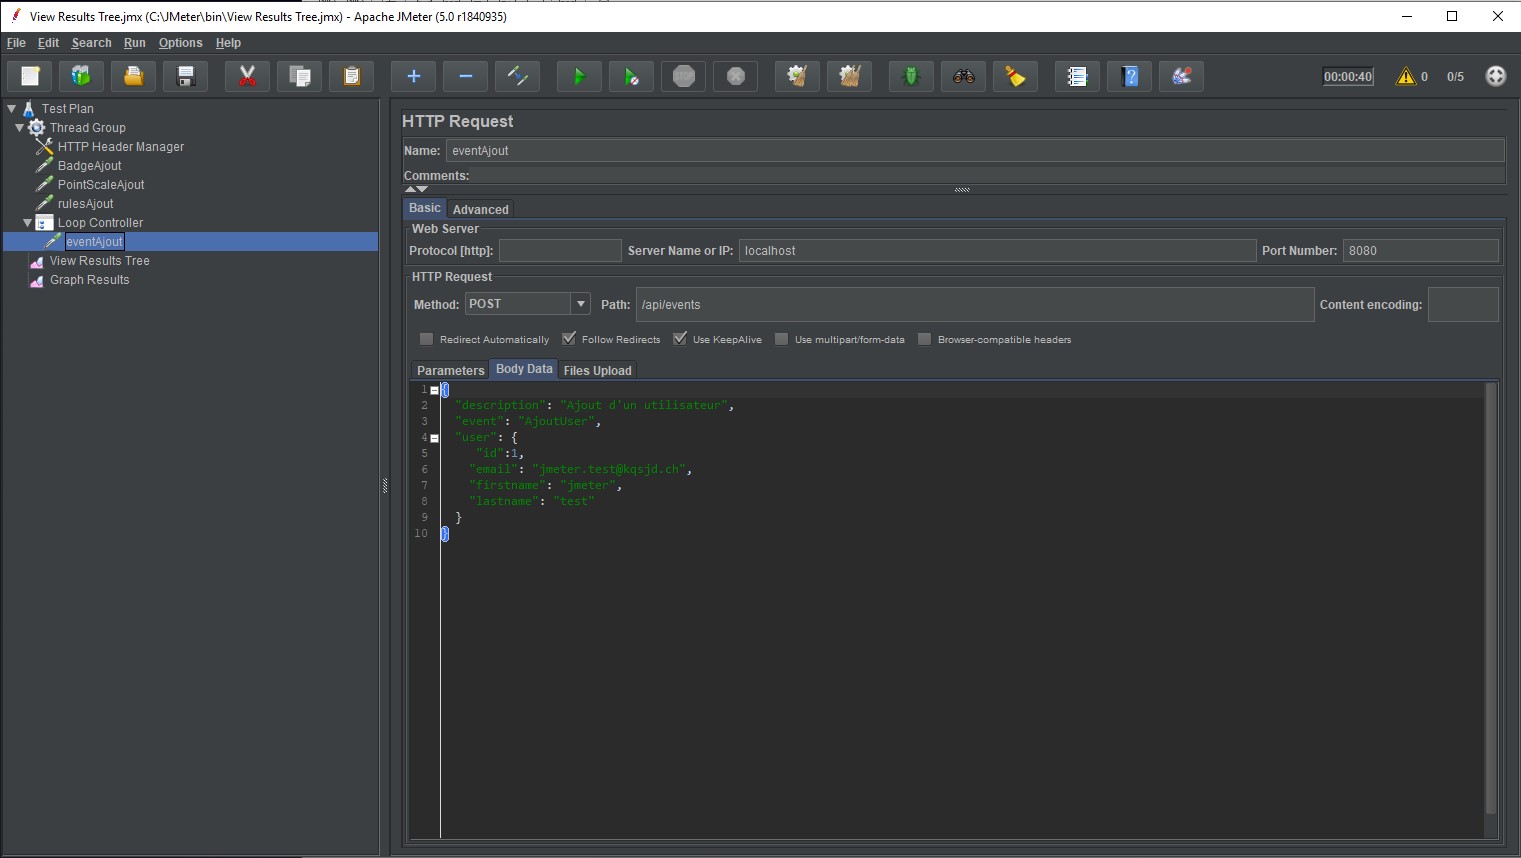 View Results Tree.jmx (C:\JMeter\bin\View Results Tree.jmx) - Apache JMeter (5.0 r1840935)
File Edit Search Run Options Help
STOP
00:00:40 0 0/5
Test Plan
Thread Group
HTTP Header Manager
BadgeAjout
PointScaleAjout
rulesAjout
Loop Controller
eventAjout
View Results Tree
Graph Results
HTTP Request
Name: eventAjout
Comments:
Basic Advanced
Web Server
Protocol [http]: Server Name or IP: localhost Port Number: 8080
HTTP Request
Method: POST Path: /api/events Content encoding:
Redirect Automatically Follow Redirects Use KeepAlive Use multipart/form-data Browser-compatible headers
Parameters Body Data Files Upload
1 {
2 "description": "Ajout d'un utilisateur",
3 "event": "AjoutUser",
4 "user": {
5 "id":1,
6 "email": "jmeter.test@kqsjd.ch",
7 "firstname": "jmeter",
8 "lastname": "test"
9 }
10 }